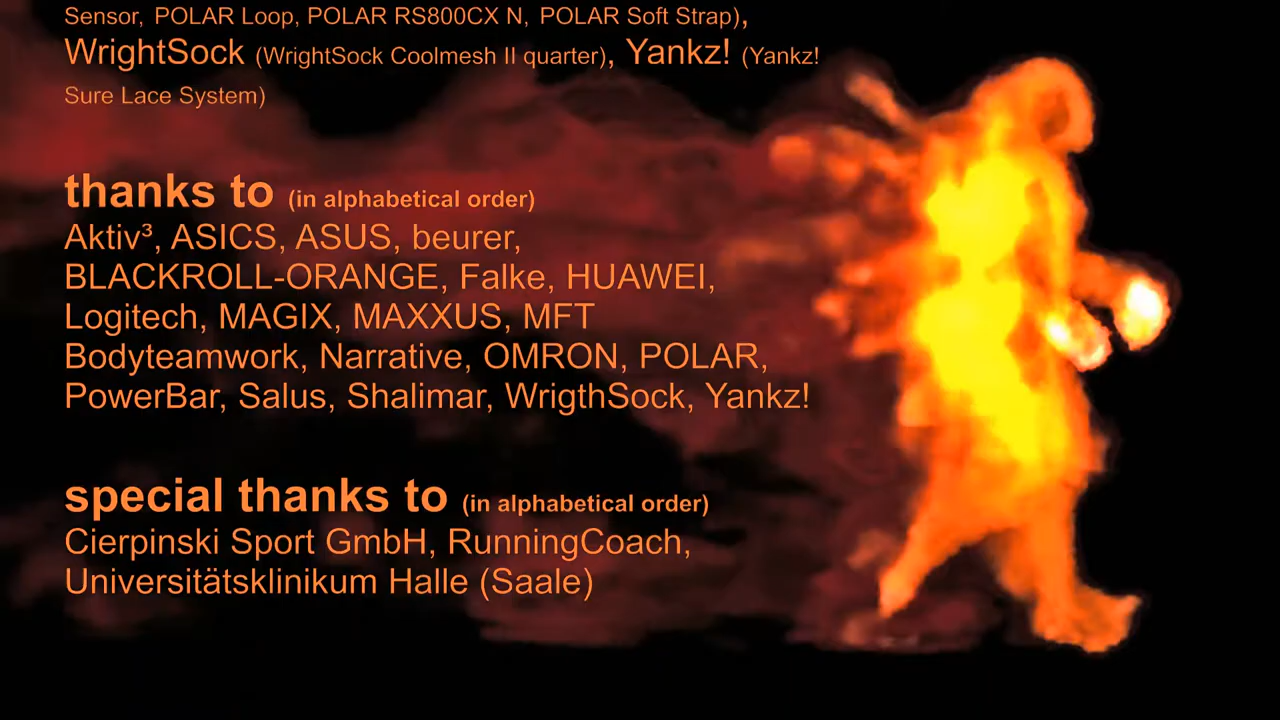 Sensor, POLAR Loop, POLAR RS800CX N, POLAR Soft Strap),
WrightSock (WrightSock Coolmesh II quarter), Yankz! (Yankz!
Sure Lace System)
thanks to (in alphabetical order)
Aktiv³, ASICS, ASUS, beurer,
BLACKROLL-ORANGE, Falke, HUAWEI,
Logitech, MAGIX, MAXXUS, MFT
Bodyteamwork, Narrative, OMRON, POLAR,
PowerBar, Salus, Shalimar, WrigthSock, Yankz!
special thanks to (in alphabetical order)
Cierpinski Sport GmbH, RunningCoach,
Universitätsklinikum Halle (Saale)